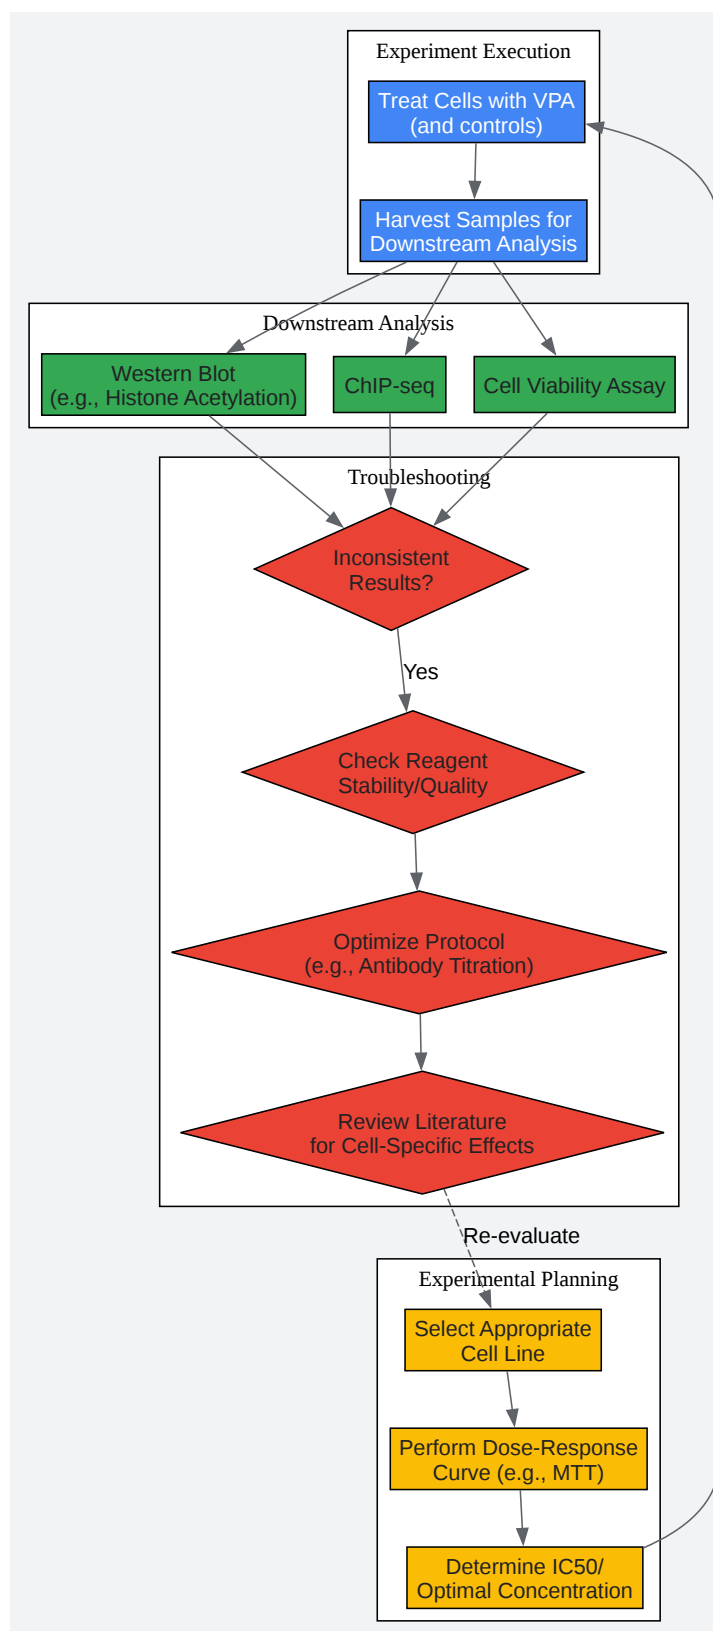 Experiment Execution
Treat Cells with VPA
(and controls)
Harvest Samples for
Downstream Analysis
Downstream Analysis
Western Blot
(e.g., Histone Acetylation)
ChIP-seq
Cell Viability Assay
Troubleshooting
Inconsistent
Results?
Yes
Check Reagent
Stability/Quality
Optimize Protocol
(e.g., Antibody Titration)
Review Literature
for Cell-Specific Effects
Re-evaluate
Experimental Planning
Select Appropriate
Cell Line
Perform Dose-Response
Curve (e.g., MTT)
Determine IC50/
Optimal Concentration